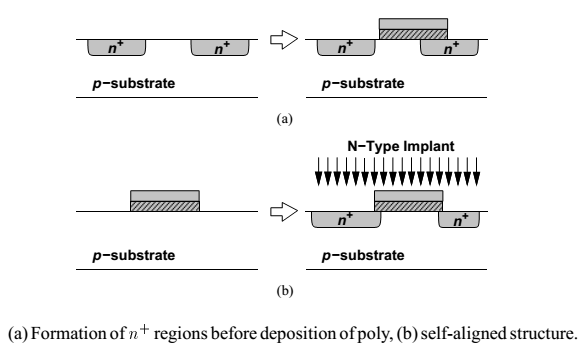 n+ n+ n+ n+
p−substrate p−substrate
(a)
N−Type Implant
n+ n+
p−substrate p−substrate
(b)
(a) Formation of n+ regions before deposition of poly, (b) self-aligned structure.